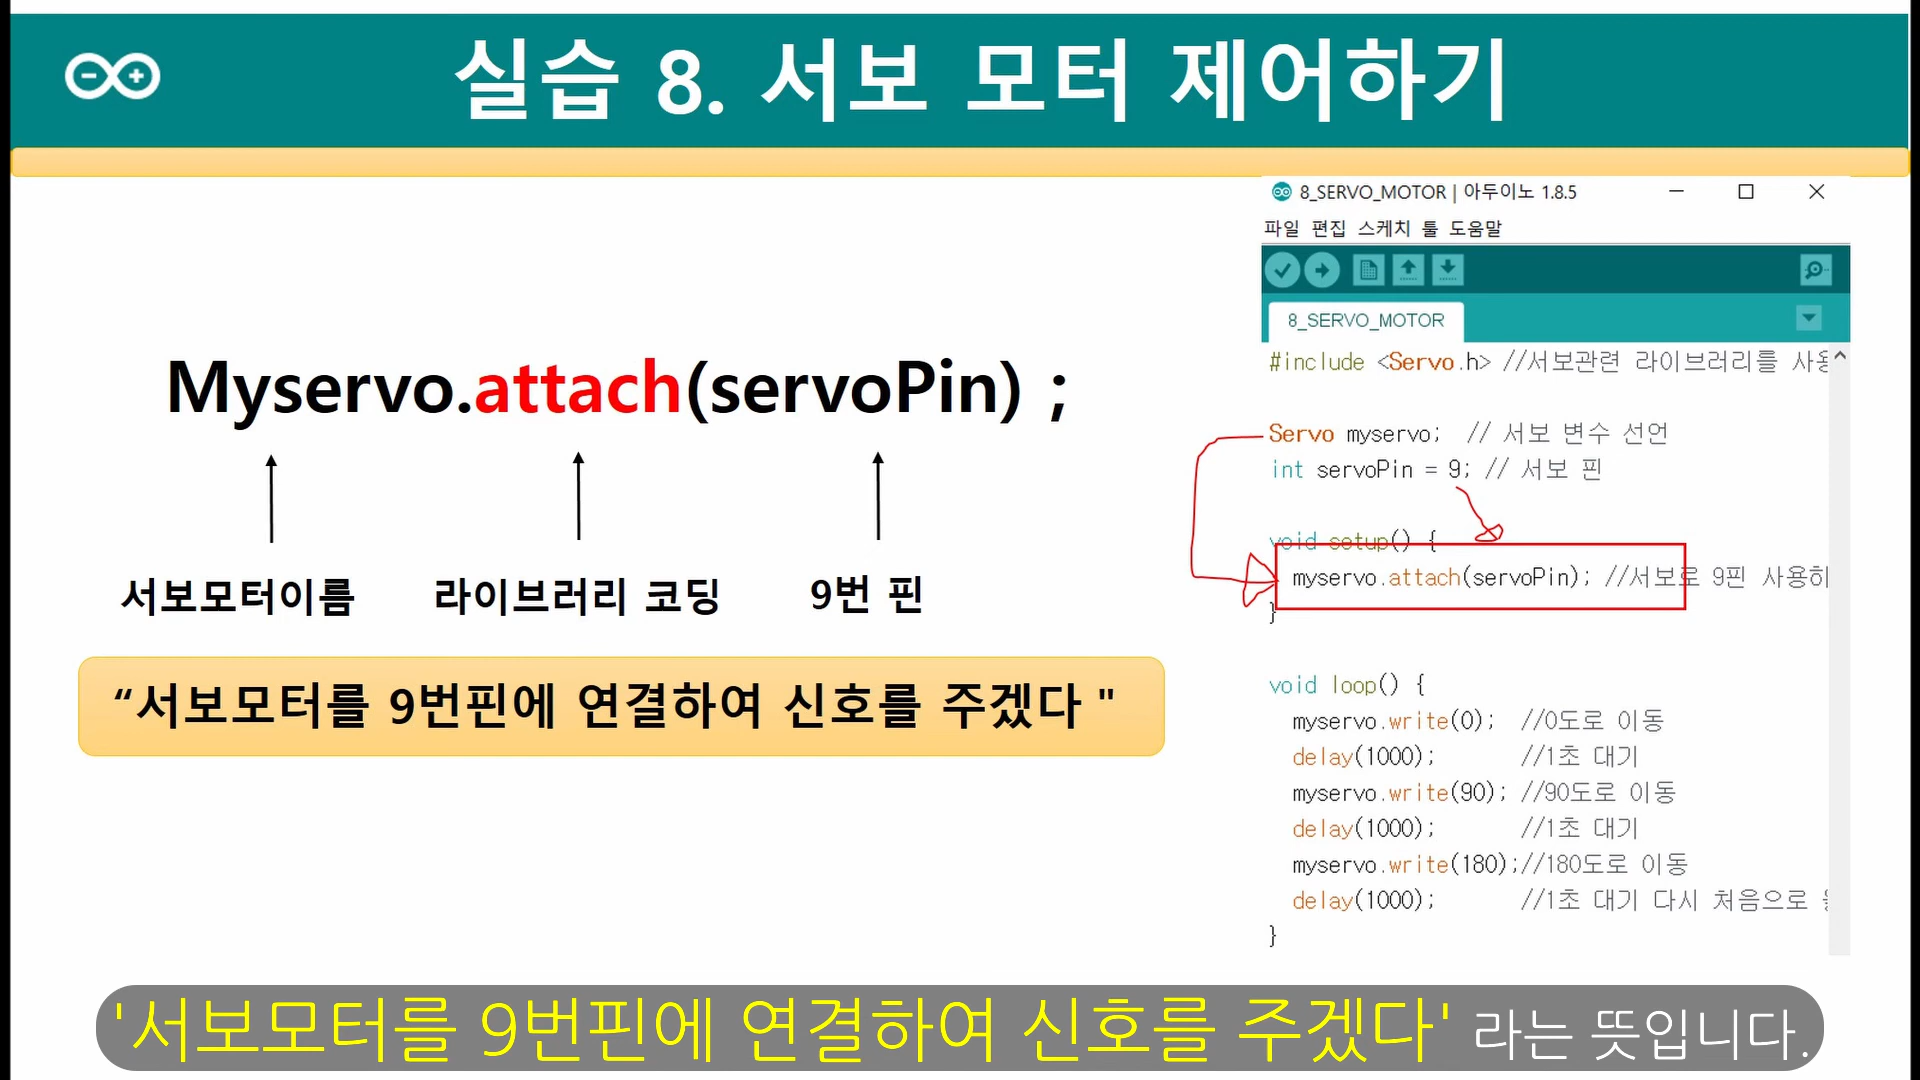 실습 8. 서보 모터 제어하기
Myservo.attach(servoPin) ;
서보모터이름 라이브러리 코딩 9번 핀
“서보모터를 9번핀에 연결하여 신호를 주겠다 "
8_SERVO_MOTOR | 아두이노 1.8.5
파일 편집 스케치 툴 도움말
8_SERVO_MOTOR
#include <Servo.h> //서보관련 라이브러리를
Servo myservo; // 서보 변수 선언
int servoPin = 9; // 서보 핀
void setup() {
myservo.attach(servoPin); //서보로 9핀
}
void loop() {
myservo.write(0); //0도로 이동
delay(1000); //1초 대기
myservo.write(90); //90도로 이동
delay(1000); //1초 대기
myservo.write(180);//180도로 이동
delay(1000); //1초 대기 다시 처음으로
}
'서보모터를 9번핀에 연결하여 신호를 주겠다' 라는 뜻입니다.